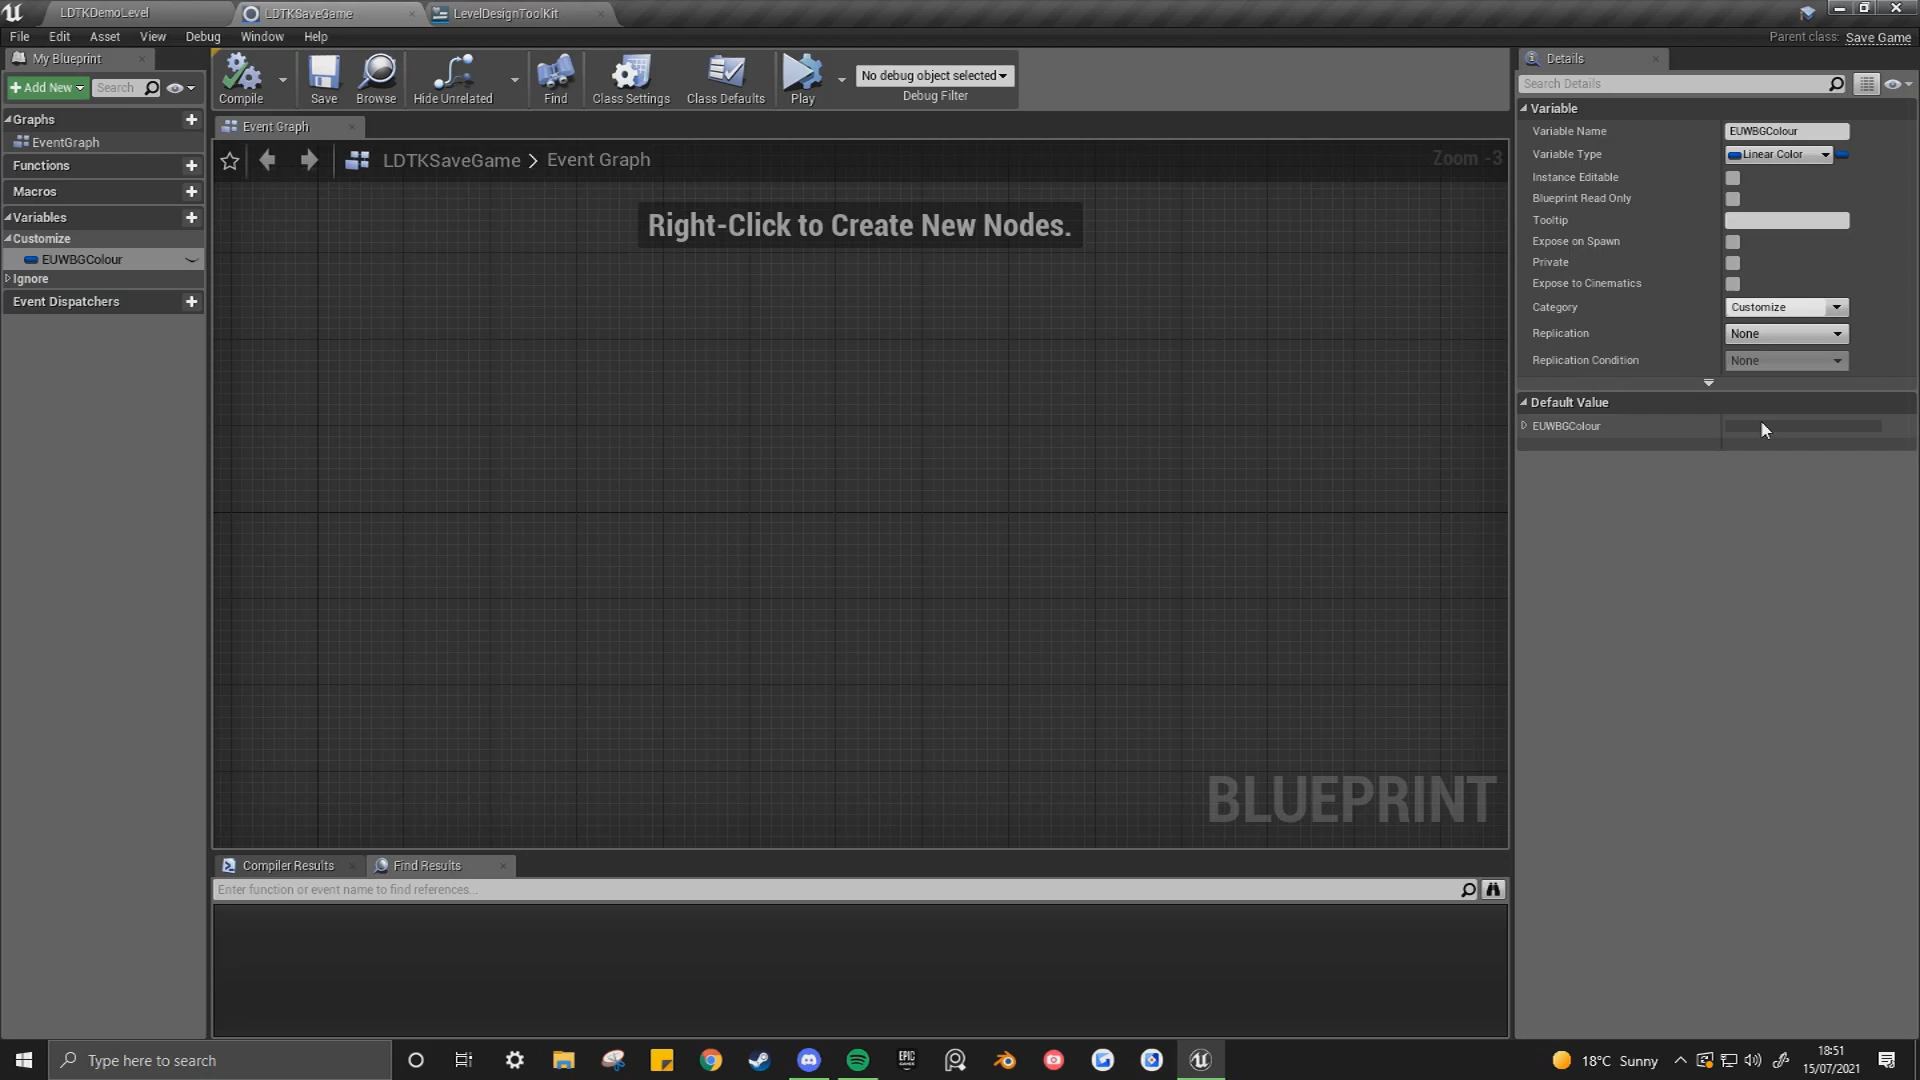 LDTKDemoLevel
LDTKSaveGame
LevelDesignToolKit
File Edit Asset View Debug Window Help
Parent class: Save Game
My Blueprint
Add New
Search
Compile
Save
Browse
Hide Unrelated
Find
Class Settings
Class Defaults
Play
No debug object selected
Debug Filter
Details
Search Details
Graphs
EventGraph
Functions
Macros
Variables
Customize
EUWBGColour
Ignore
Event Dispatchers
Event Graph
LDTKSaveGame > Event Graph
Zoom -3
Right-Click to Create New Nodes.
BLUEPRINT
Variable
Variable Name EUWBGColour
Variable Type Linear Color
Instance Editable
Blueprint Read Only
Tooltip
Expose on Spawn
Private
Expose to Cinematics
Category Customize
Replication None
Replication Condition None
Default Value
EUWBGColour
Compiler Results
Find Results
Enter function or event name to find references...
Type here to search
EPIC
GAMES
18°C Sunny
18:51
15/07/2021